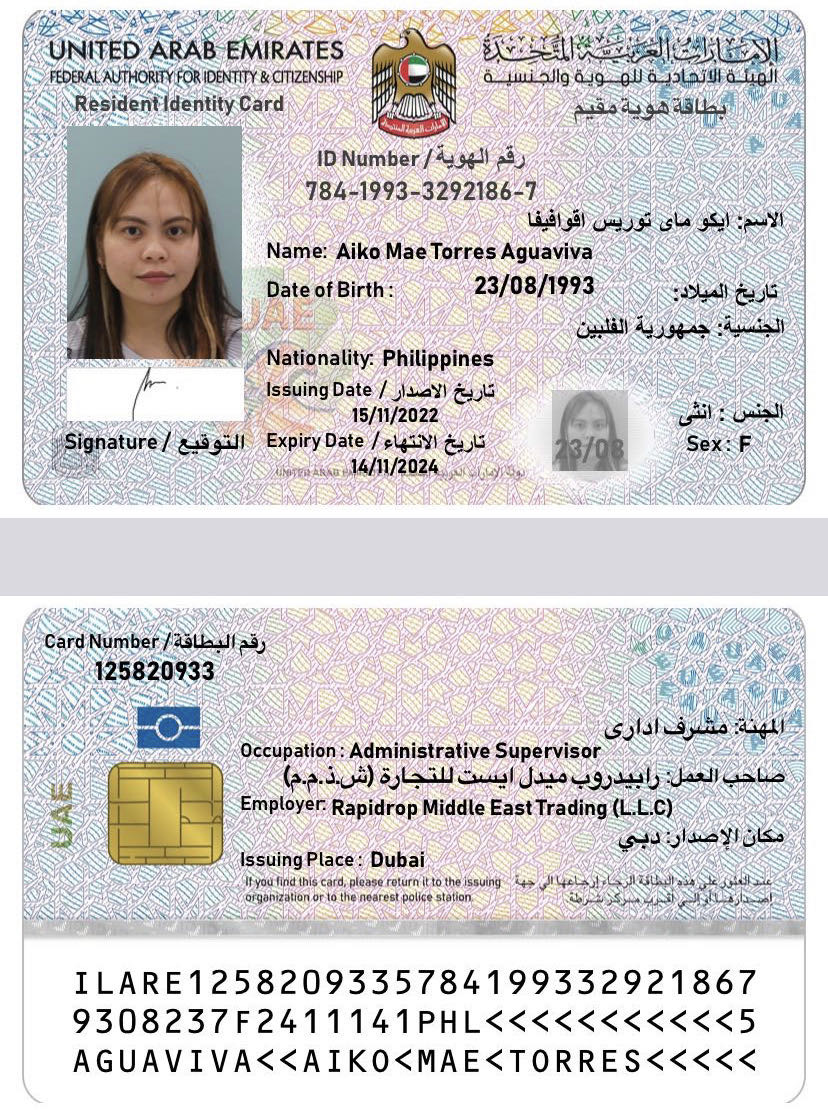 UNITED ARAB EMIRATES
الإمارات العربية المتحدة
FEDERAL AUTHORITY FOR IDENTITY & CITIZENSHIP
الهيئة الاتحادية للهوية والجنسية
Resident Identity Card
بطاقة هوية مقيم
ID Number / رقم الهوية
784-1993-3292186-7
الاسم: ايكو ماى توريس اقوافيفا
Name: Aiko Mae Torres Aguaviva
Date of Birth : 23/08/1993 تاريخ الميلاد:
الجنسية: جمهورية الفلبين
UAE
Nationality: Philippines
Issuing Date / تاريخ الاصدار
15/11/2022
الجنس : انثى
Signature / التوقيع
Expiry Date / تاريخ الانتهاء
Sex : F
23/08
14/11/2024
Card Number / رقم البطاقة
125820933
المهنة: مشرف ادارى
Occupation : Administrative Supervisor
صاحب العمل: رابيدروب ميدل ايست للتجارة (ش.ذ.م.م)
Employer: Rapidrop Middle East Trading (L.L.C)
UAE
مكان الإصدار: دبي
Issuing Place : Dubai
If you find this card, please return it to the issuing
organization or to the nearest police station.
عند العثور على هذه البطاقة الرجاء إرجاعها الى جهة
اصدارها أو الي اقرب مركز شرطة
ILARE1258209335784199332921867
9308237F2411141PHL<<<<<<<<<<<5
AGUAVIVA<<AIKO<MAE<TORRES<<<<<